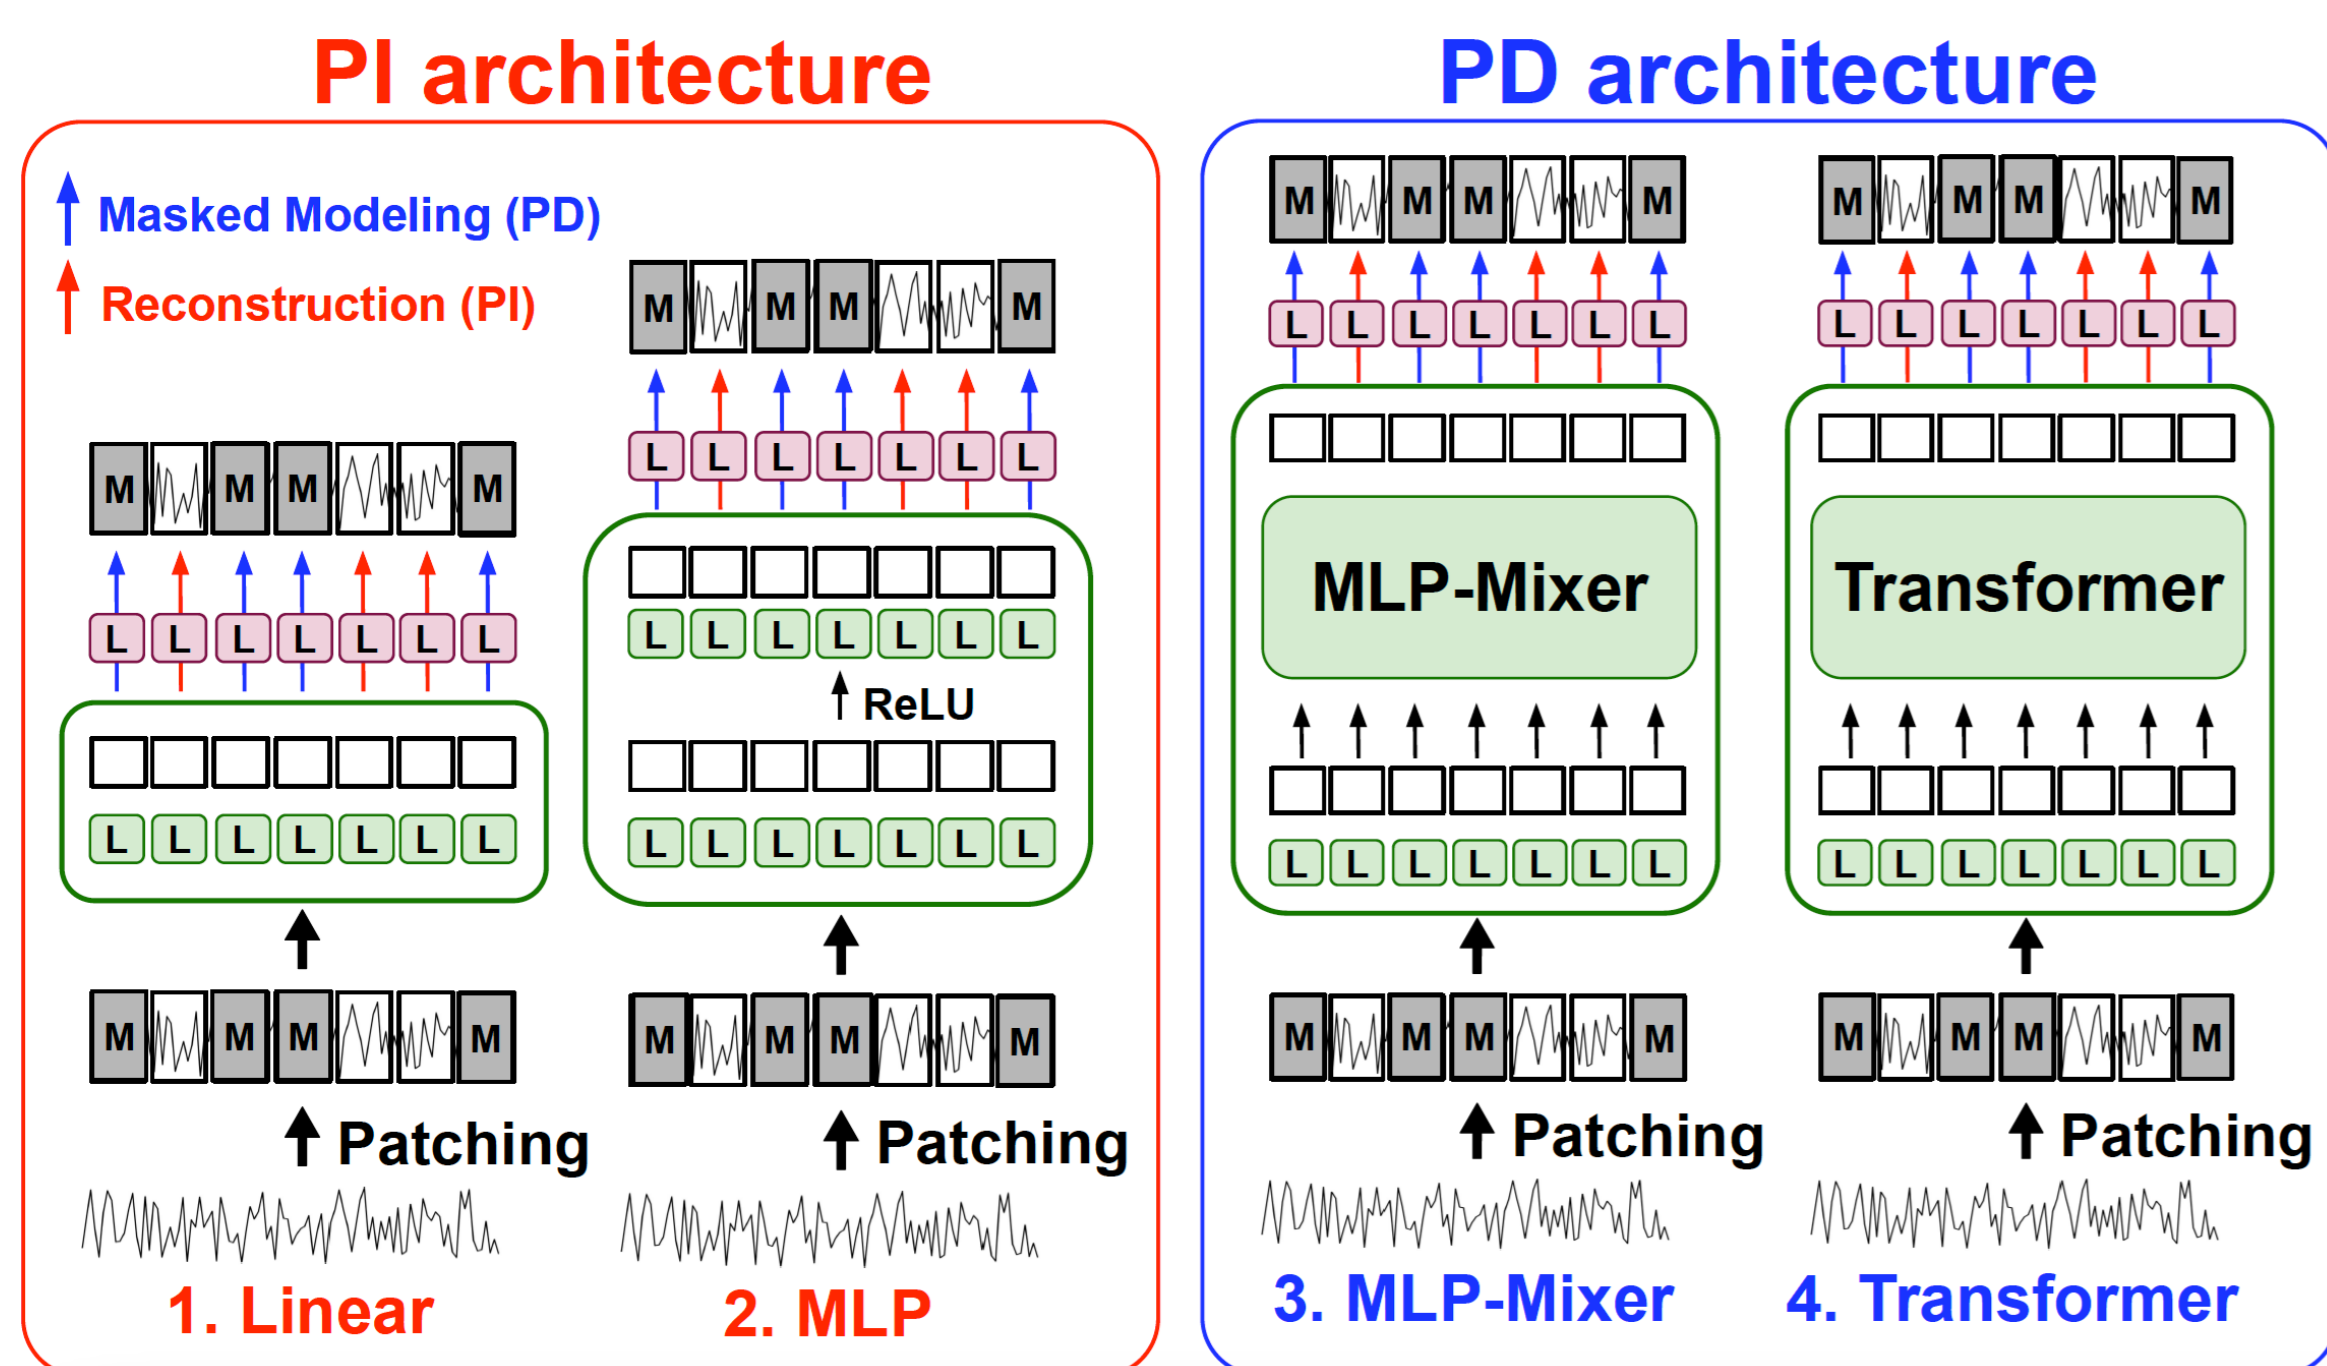 PI architecture
Masked Modeling (PD)
Reconstruction (PI)
M M M M
L L L L L L L
L L L L L L L
M M M M
Patching
1. Linear
M M M M
L L L L L L L
L L L L L L L
ReLU
L L L L L L L
M M M M
Patching
2. MLP
PD architecture
M M M M
L L L L L L L
MLP-Mixer
L L L L L L L
M M M M
Patching
3. MLP-Mixer
M M M M
L L L L L L L
Transformer
L L L L L L L
M M M M
Patching
4. Transformer